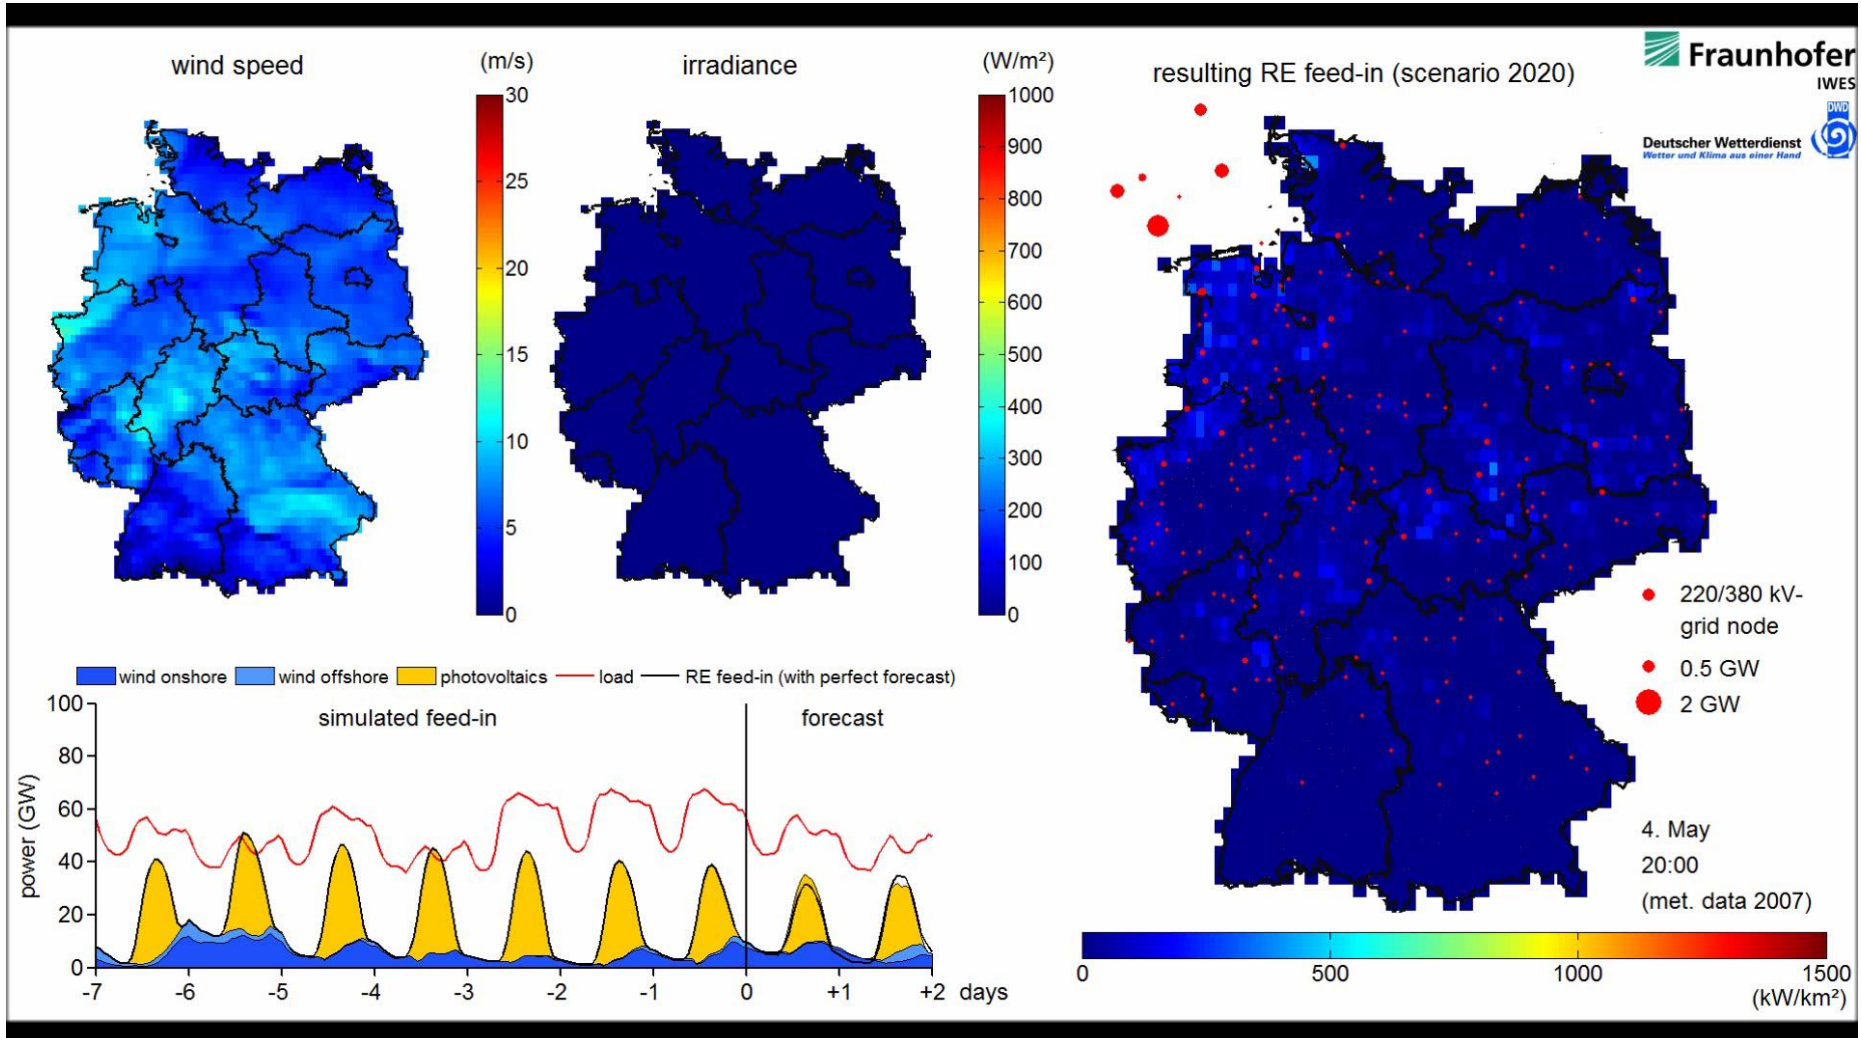 wind speed
(m/s)
30
25
20
15
10
5
0
irradiance
(W/m²)
1000
900
800
700
600
500
400
300
200
100
0
resulting RE feed-in (scenario 2020)
Fraunhofer
IWES
DWD
Deutscher Wetterdienst
Wetter und Klima aus einer Hand
220/380 kV-
grid node
0.5 GW
2 GW
4. May
20:00
(met. data 2007)
0 500 1000 1500
(kW/km²)
wind onshore wind offshore photovoltaics load RE feed-in (with perfect forecast)
simulated feed-in forecast
power (GW)
100
80
60
40
20
0
-7 -6 -5 -4 -3 -2 -1 0 +1 +2 days